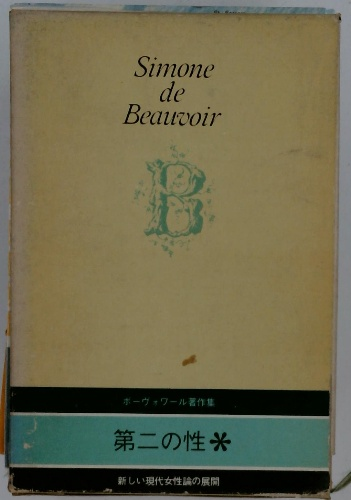 Simone
de
Beauvoir
B
ボーヴォワール著作集
第二の性*
新しい現代女性論の展開